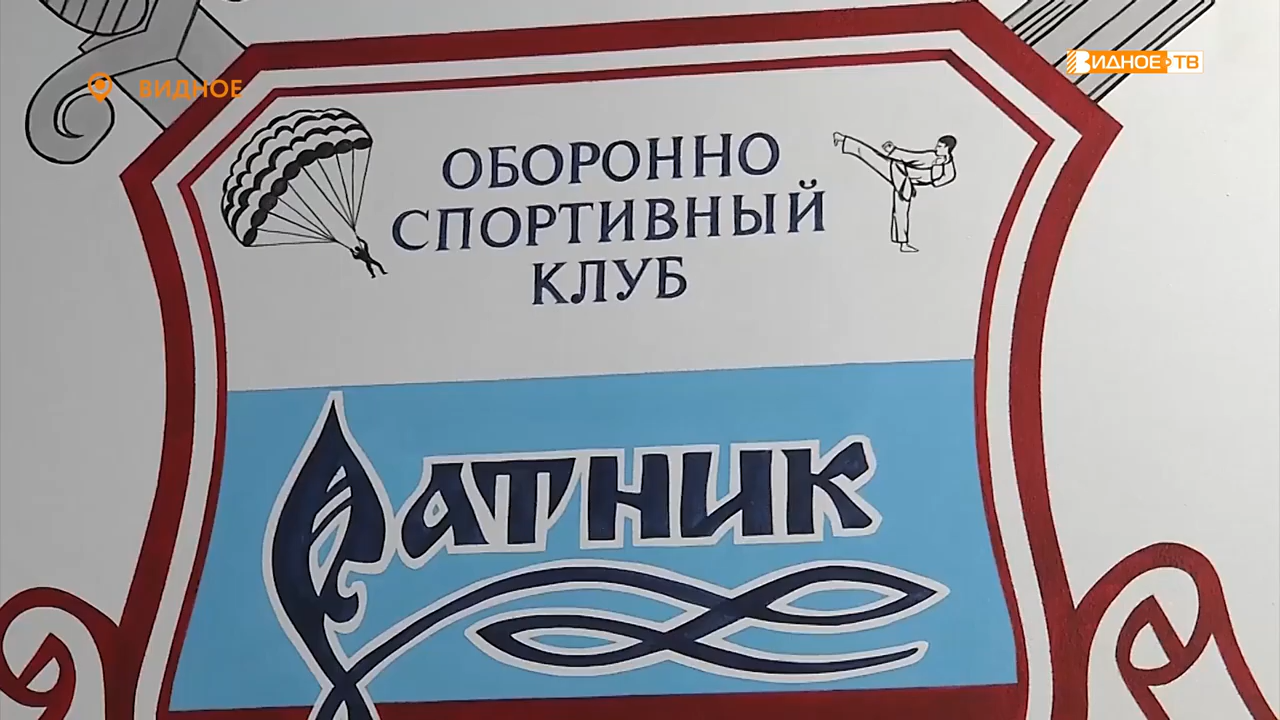 ВИДНОЕ
ВИДНОЕ ТВ
ОБОРОННО
СПОРТИВНЫЙ
КЛУБ
РАТНИК